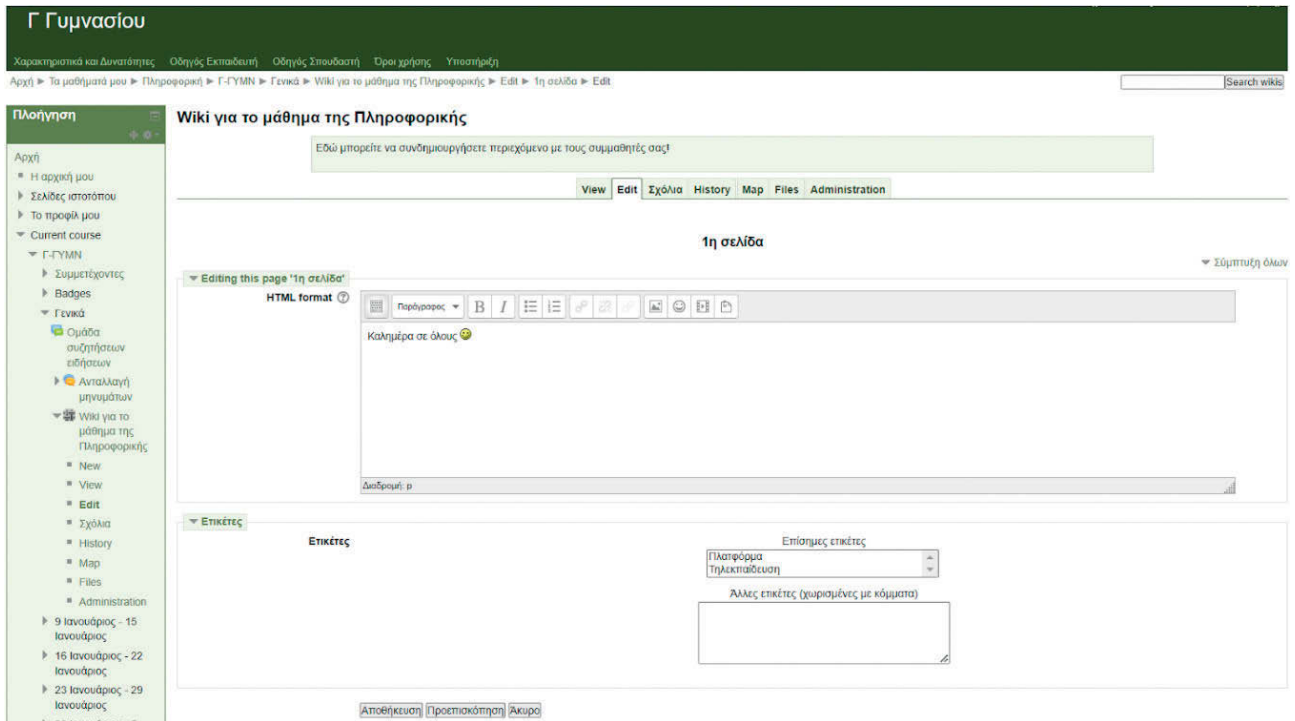 Γ Γυμνασίου
Χαρακτηριστικά και Δυνατότητες Οδηγός Εκπαιδευτή Οδηγός Σπουδαστή Όροι χρήσης Υποστήριξη
Αρχή ► Τα μαθήματά μου ► Πληροφορική ► Γ-ΓΥΜΝ ► Γενικά ► Wiki για το μάθημα της Πληροφορικής ► Edit ► 1η σελίδα ► Edit
Search wikis
Πλοήγηση
Αρχή
Η αρχική μου
Σελίδες ιστοτόπου
Το προφίλ μου
Current course
Γ-ΓΥΜΝ
Συμμετέχοντες
Badges
Γενικά
Ομάδα
συζητήσεων
ειδήσεων
Ανταλλαγή
μηνυμάτων
Wiki για το
μάθημα της
Πληροφορικής
New
View
Edit
Σχόλια
History
Map
Files
Administration
9 Ιανουάριος - 15
Ιανουάριος
16 Ιανουάριος - 22
Ιανουάριος
23 Ιανουάριος - 29
Ιανουάριος
Wiki για το μάθημα της Πληροφορικής
Εδώ μπορείτε να συνδημιουργήσετε περιεχόμενο με τους συμμαθητές σας!
View Edit Σχόλια History Map Files Administration
1η σελίδα
Σύμπτυξη όλων
Editing this page '1η σελίδα'
HTML format
Παράγραφος B I
Καλημέρα σε όλους
Διαδρομή: p
Ετικέτες
Ετικέτες
Επίσημες ετικέτες
Πλατφόρμα
Τηλεκπαίδευση
Άλλες ετικέτες (χωρισμένες με κόμματα)
Αποθήκευση Προεπισκόπηση Άκυρο